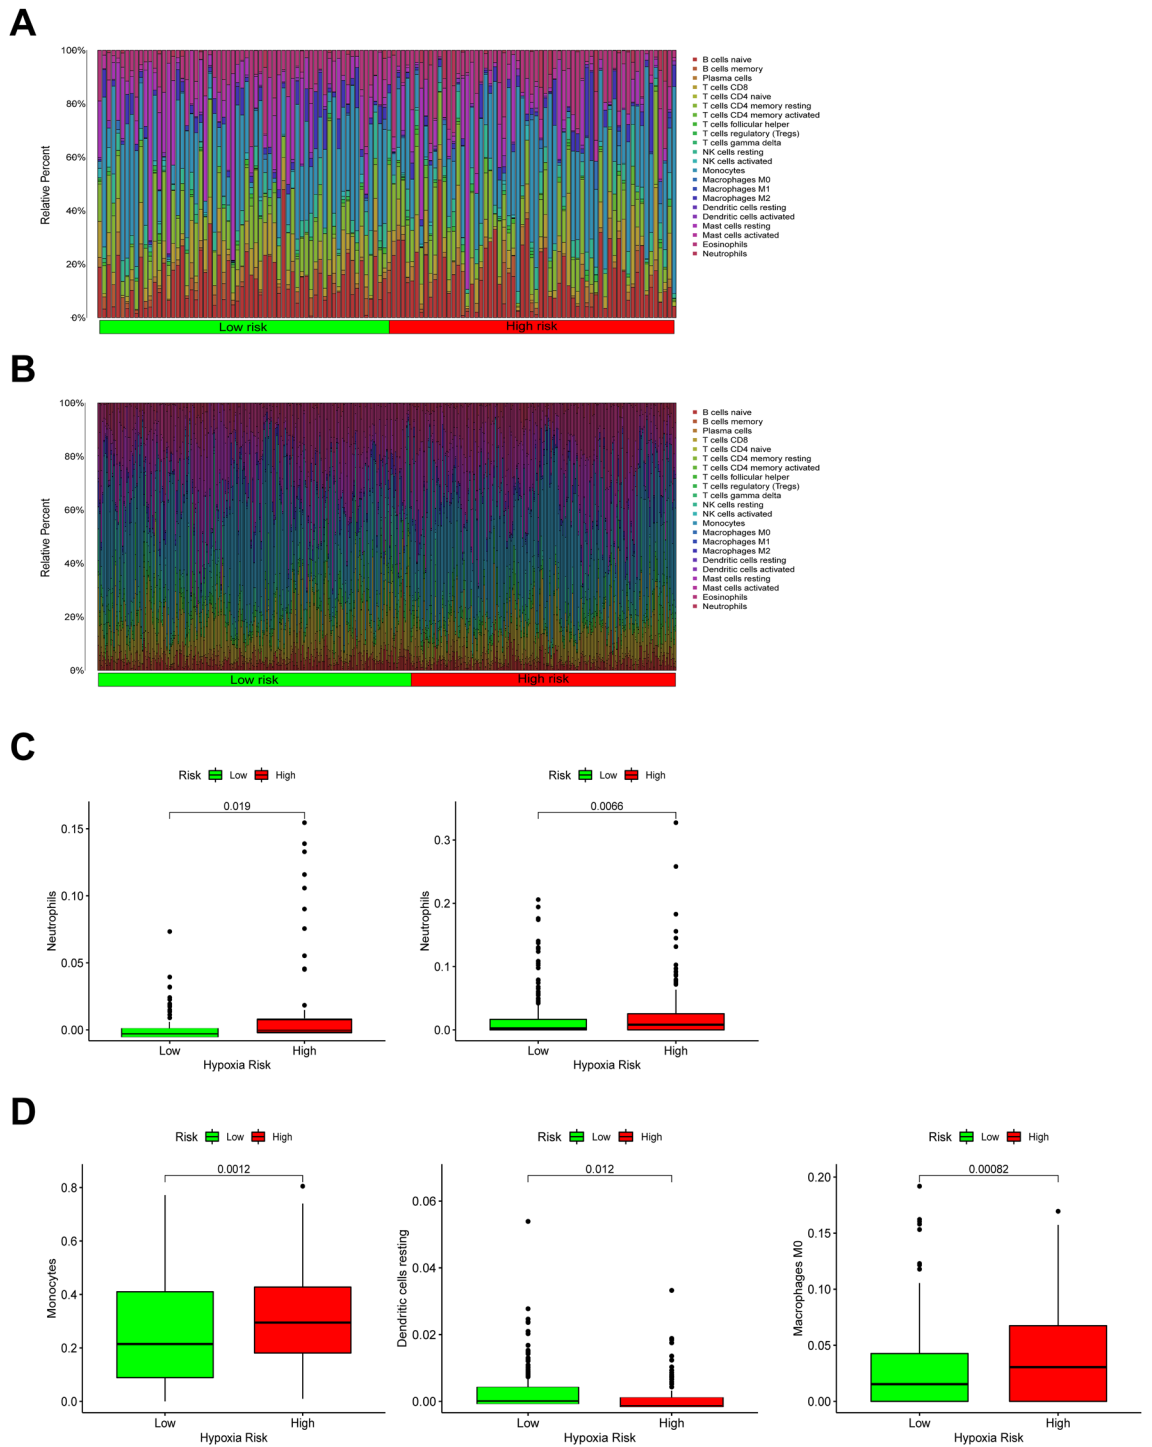 A
100%
80%
60%
40%
20%
0%
Relative Percent
Low risk
High risk
B cells naive
B cells memory
Plasma cells
T cells CD8
T cells CD4 naive
T cells CD4 memory resting
T cells CD4 memory activated
T cells follicular helper
T cells regulatory (Tregs)
T cells gamma delta
NK cells resting
NK cells activated
Monocytes
Macrophages M0
Macrophages M1
Macrophages M2
Dendritic cells resting
Dendritic cells activated
Mast cells resting
Mast cells activated
Eosinophils
Neutrophils
B
100%
80%
60%
40%
20%
0%
Relative Percent
Low risk
High risk
B cells naive
B cells memory
Plasma cells
T cells CD8
T cells CD4 naive
T cells CD4 memory resting
T cells CD4 memory activated
T cells follicular helper
T cells regulatory (Tregs)
T cells gamma delta
NK cells resting
NK cells activated
Monocytes
Macrophages M0
Macrophages M1
Macrophages M2
Dendritic cells resting
Dendritic cells activated
Mast cells resting
Mast cells activated
Eosinophils
Neutrophils
C
Risk Low High
0.019
0.15
0.10
0.05
0.00
Neutrophils
Low High
Hypoxia Risk
Risk Low High
0.0066
0.3
0.2
0.1
0.0
Neutrophils
Low High
Hypoxia Risk
D
Risk Low High
0.0012
0.8
0.6
0.4
0.2
0.0
Monocytes
Low High
Hypoxia Risk
Risk Low High
0.012
0.06
0.04
0.02
0.00
Dendritic cells resting
Low High
Hypoxia Risk
Risk Low High
0.00082
0.20
0.15
0.10
0.05
0.00
Macrophages M0
Low High
Hypoxia Risk